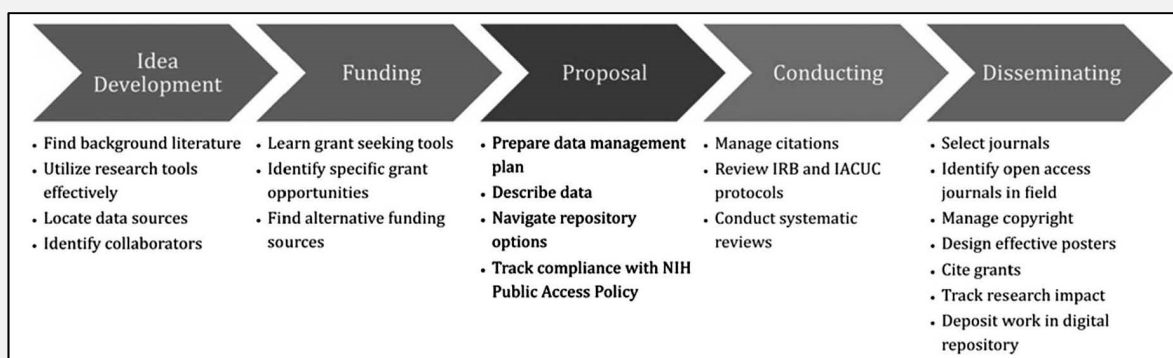 Idea
Development
Funding
Proposal
Conducting
Disseminating
• Find background literature
• Utilize research tools
effectively
• Locate data sources
• Identify collaborators
• Learn grant seeking tools
• Identify specific grant
opportunities
• Find alternative funding
sources
• Prepare data management
plan
• Describe data
• Navigate repository
options
• Track compliance with NIH
Public Access Policy
• Manage citations
• Review IRB and IACUC
protocols
• Conduct systematic
reviews
• Select journals
• Identify open access
journals in field
• Manage copyright
• Design effective posters
• Cite grants
• Track research impact
• Deposit work in digital
repository